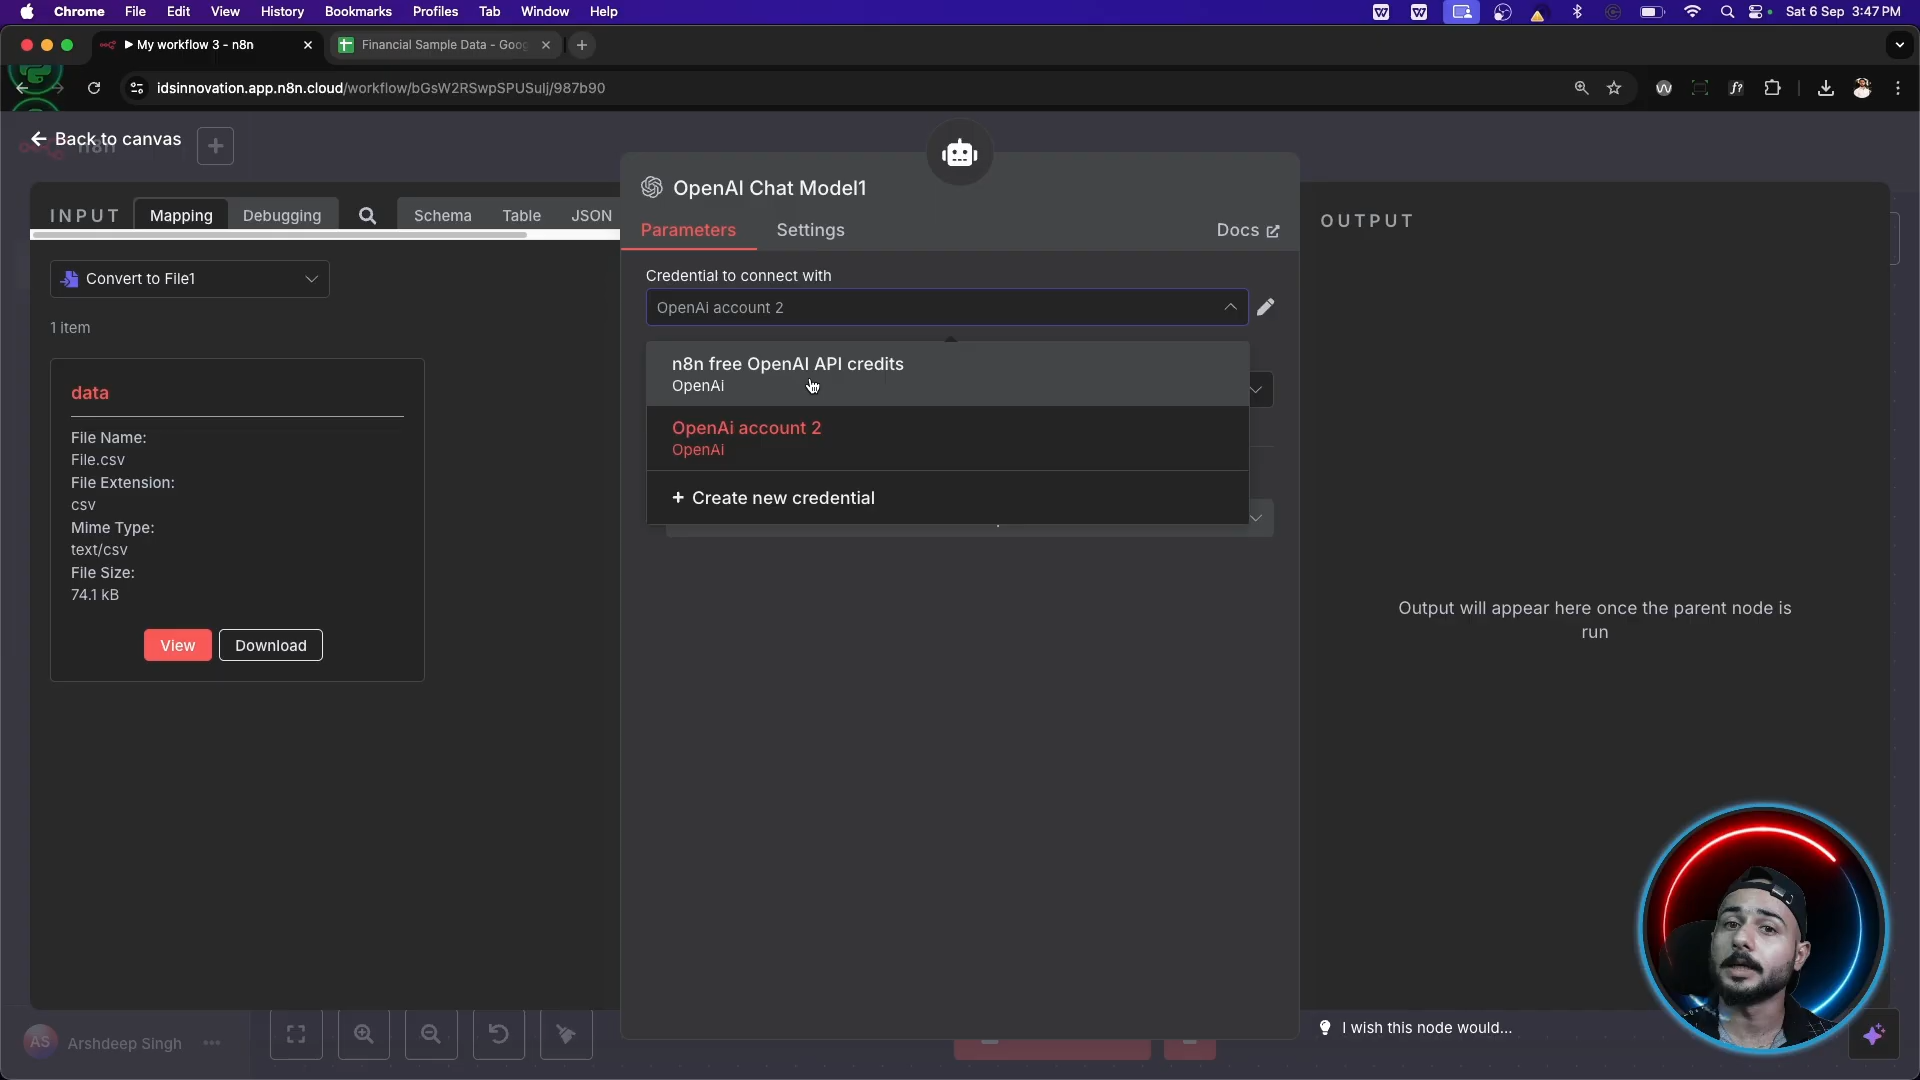 Chrome File Edit View History Bookmarks Profiles Tab Window Help Sat 6 Sep 3:47 PM
My workflow 3 - n8n
Financial Sample Data - Goog
idsinnovation.app.n8n.cloud/workflow/bGsW2RSwpSPUSulj/987b90
Back to canvas
n8n
INPUT Mapping Debugging Schema Table JSON
Convert to File1
1 item
data
File Name:
File.csv
File Extension:
csv
Mime Type:
text/csv
File Size:
74.1 kB
View Download
OpenAI Chat Model1
Parameters Settings Docs
Credential to connect with
OpenAi account 2
n8n free OpenAI API credits
OpenAi
OpenAi account 2
OpenAi
+ Create new credential
OUTPUT
Output will appear here once the parent node is
run
I wish this node would...
AS Arshdeep Singh